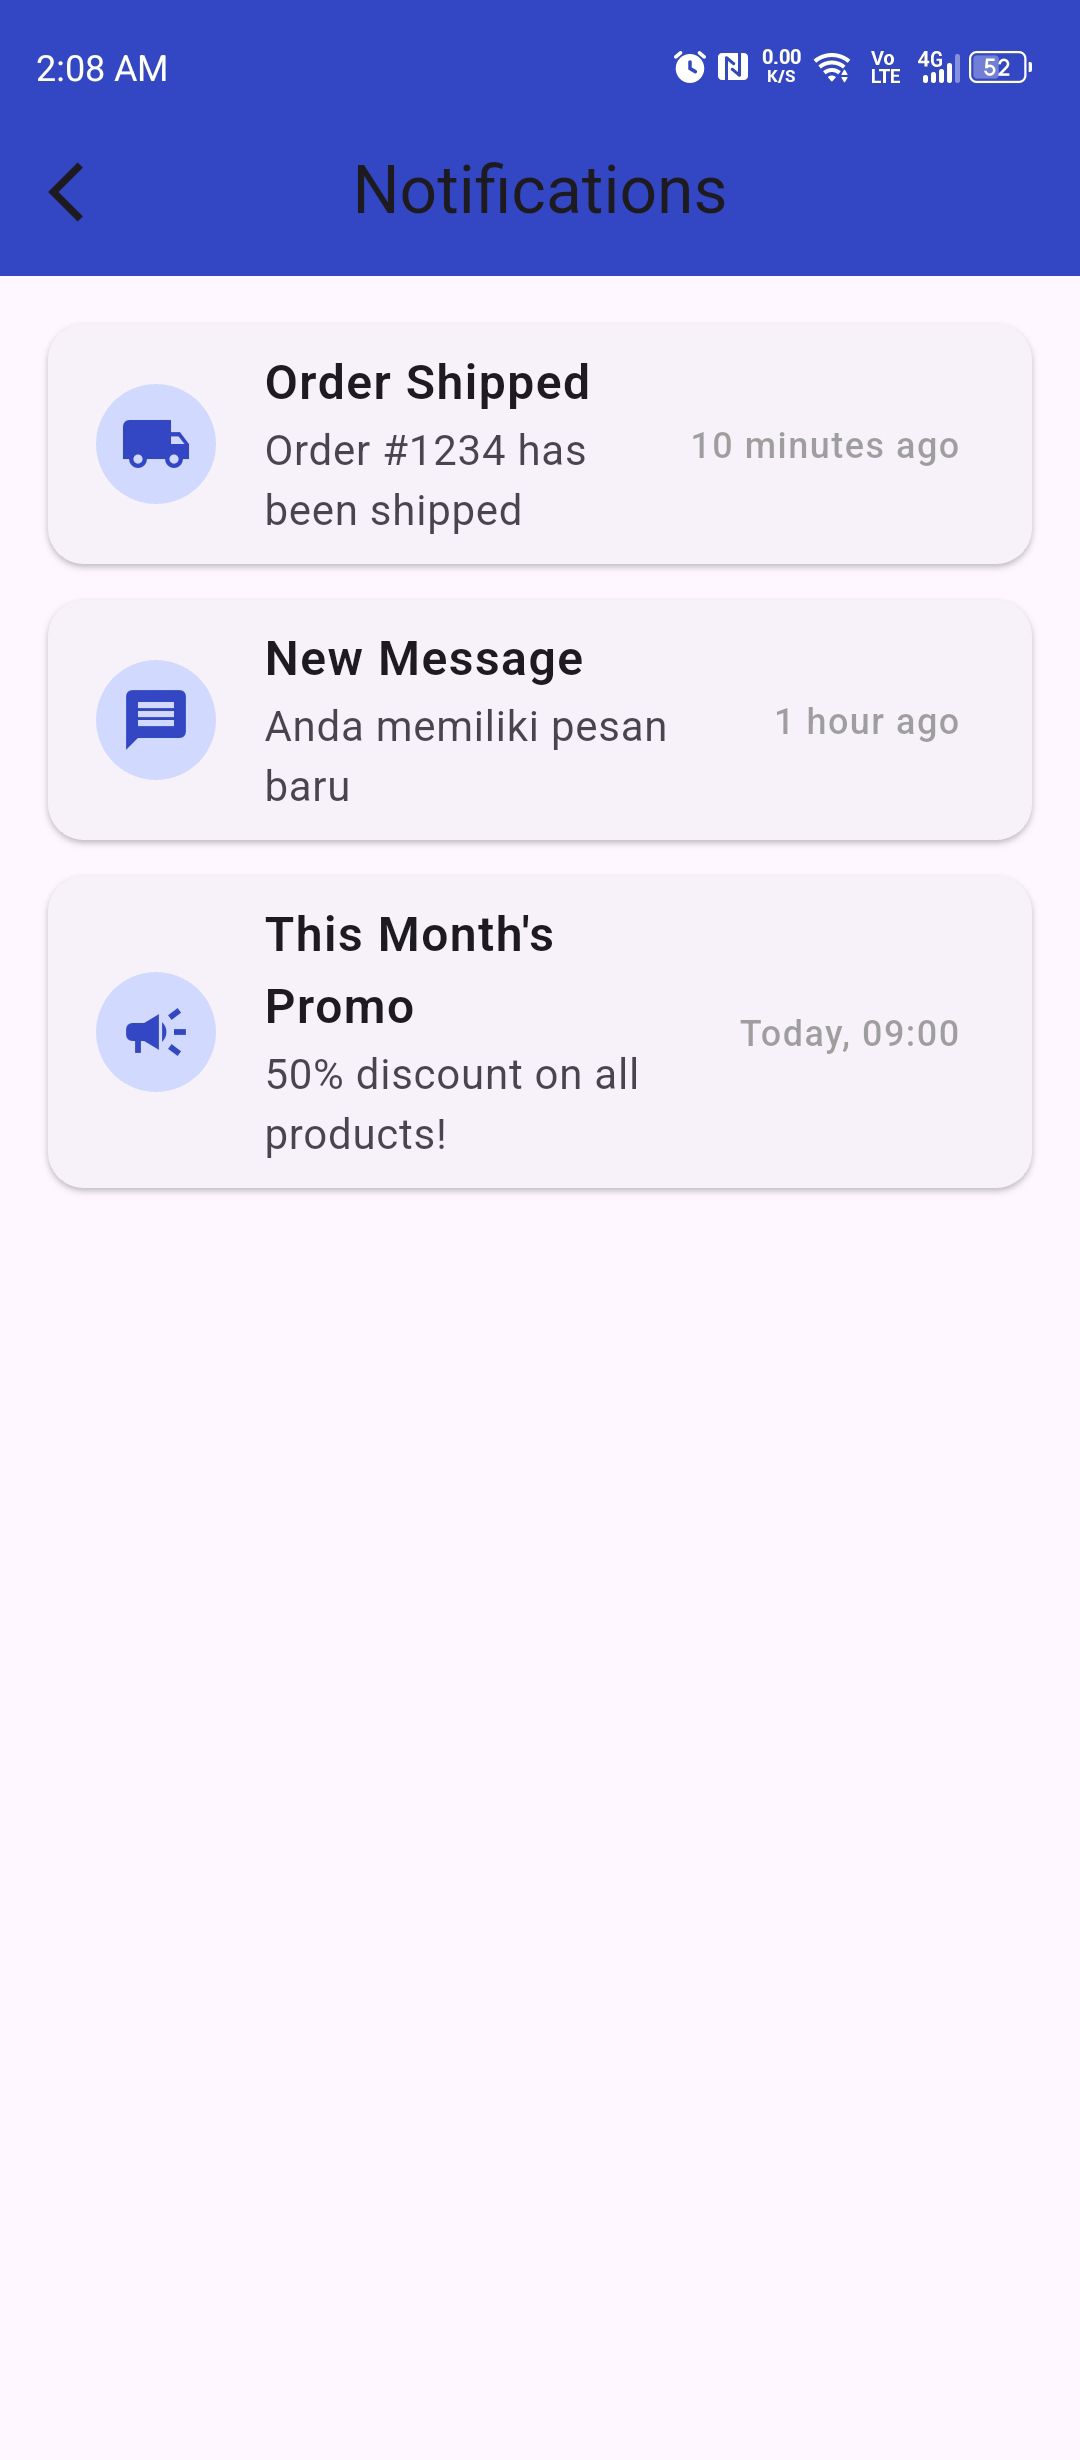 2:08 AM 0.00 K/S Vo LTE 4G 52
Notifications
Order Shipped
Order #1234 has
been shipped
10 minutes ago
New Message
Anda memiliki pesan
baru
1 hour ago
This Month's
Promo
50% discount on all
products!
Today, 09:00